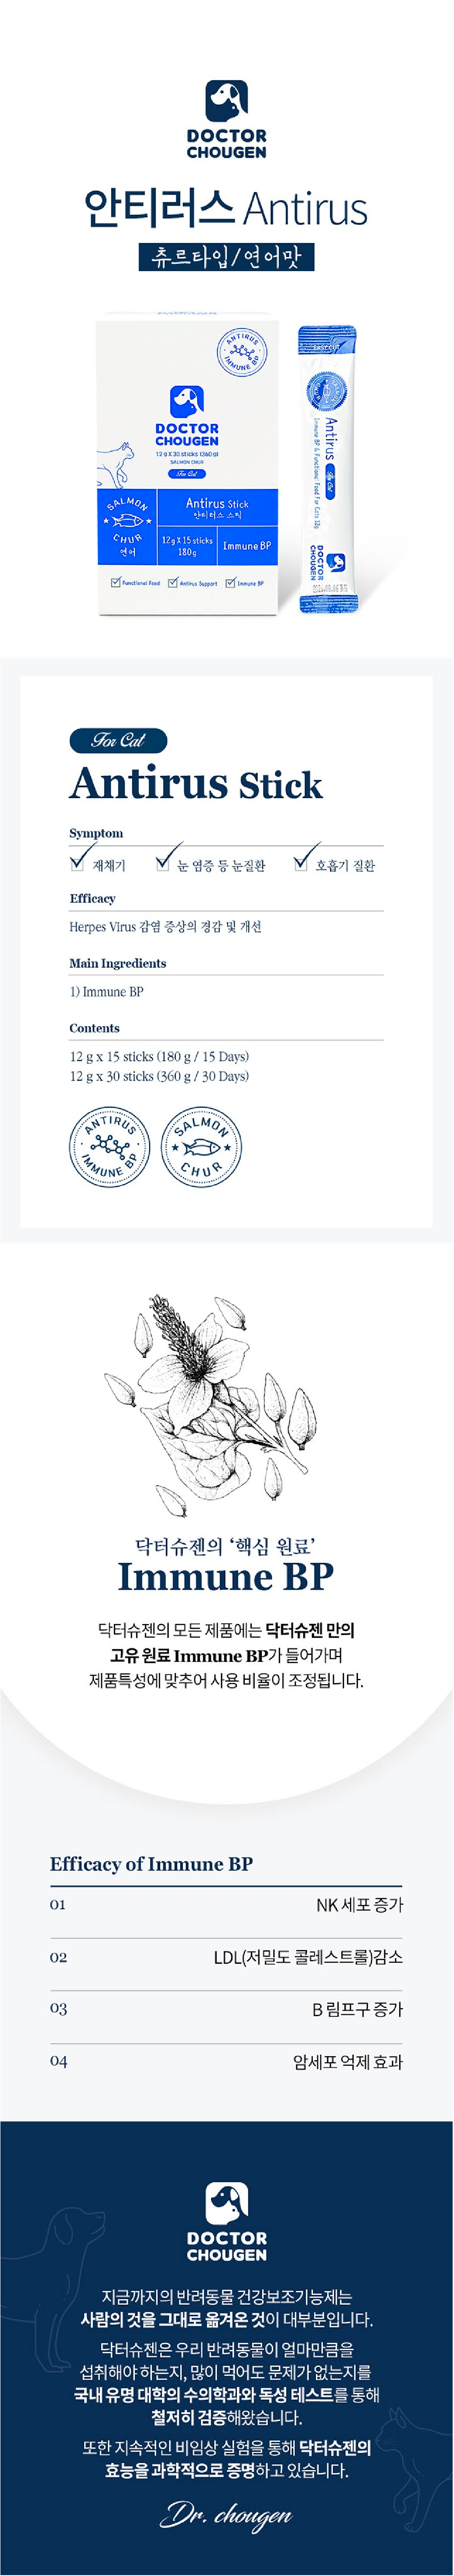 DOCTOR
CHOUGEN
안티러스 Antirus
츄르타입/연어맛
ANTIRUS
IMMUNE BP
DOCTOR
CHOUGEN
12 g X 30 sticks (360 g)
SALMON CHUR
For Cat
SALMON
CHUR
연어
Antirus Stick
안티러스 스틱
12g X 15 sticks
180g
Immune BP
Functional Food
Antirus Support
Immune BP
Antirus
For Cat
Immune BP & Functional Food For Cats 12g
DOCTOR
CHOUGEN
For Cat
Antirus Stick
Symptom
재채기
눈 염증 등 눈질환
호흡기 질환
Efficacy
Herpes Virus 감염 증상의 경감 및 개선
Main Ingredients
1) Immune BP
Contents
12 g x 15 sticks (180 g / 15 Days)
12 g x 30 sticks (360 g / 30 Days)
ANTIRUS
IMMUNE BP
SALMON
CHUR
닥터슈젠의 ‘핵심 원료’
Immune BP
닥터슈젠의 모든 제품에는 닥터슈젠 만의
고유 원료 Immune BP가 들어가며
제품특성에 맞추어 사용 비율이 조정됩니다.
Efficacy of Immune BP
01
NK 세포 증가
02
LDL(저밀도 콜레스트롤)감소
03
B 림프구 증가
04
암세포 억제 효과
DOCTOR
CHOUGEN
지금까지의 반려동물 건강보조기능제는
사람의 것을 그대로 옮겨온 것이 대부분입니다.
닥터슈젠은 우리 반려동물이 얼마만큼을
섭취해야 하는지, 많이 먹어도 문제가 없는지를
국내 유명 대학의 수의학과와 독성 테스트를 통해
철저히 검증해왔습니다.
또한 지속적인 비임상 실험을 통해 닥터슈젠의
효능을 과학적으로 증명하고 있습니다.
Dr. chougen